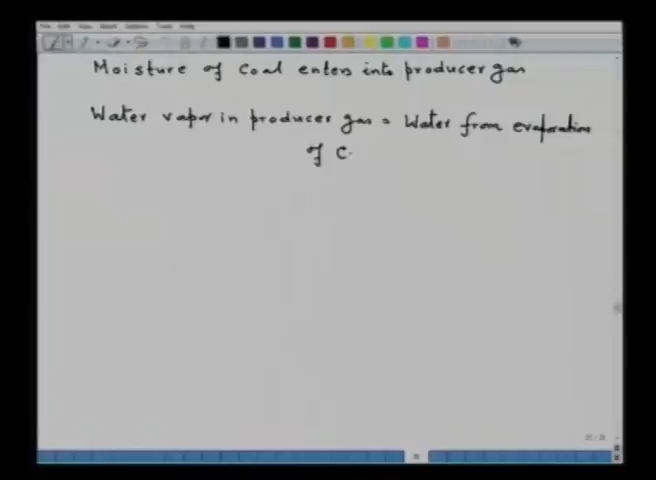 Moisture of Coal enters into producer gas
Water vapor in producer gas = Water from evaporation
of C.